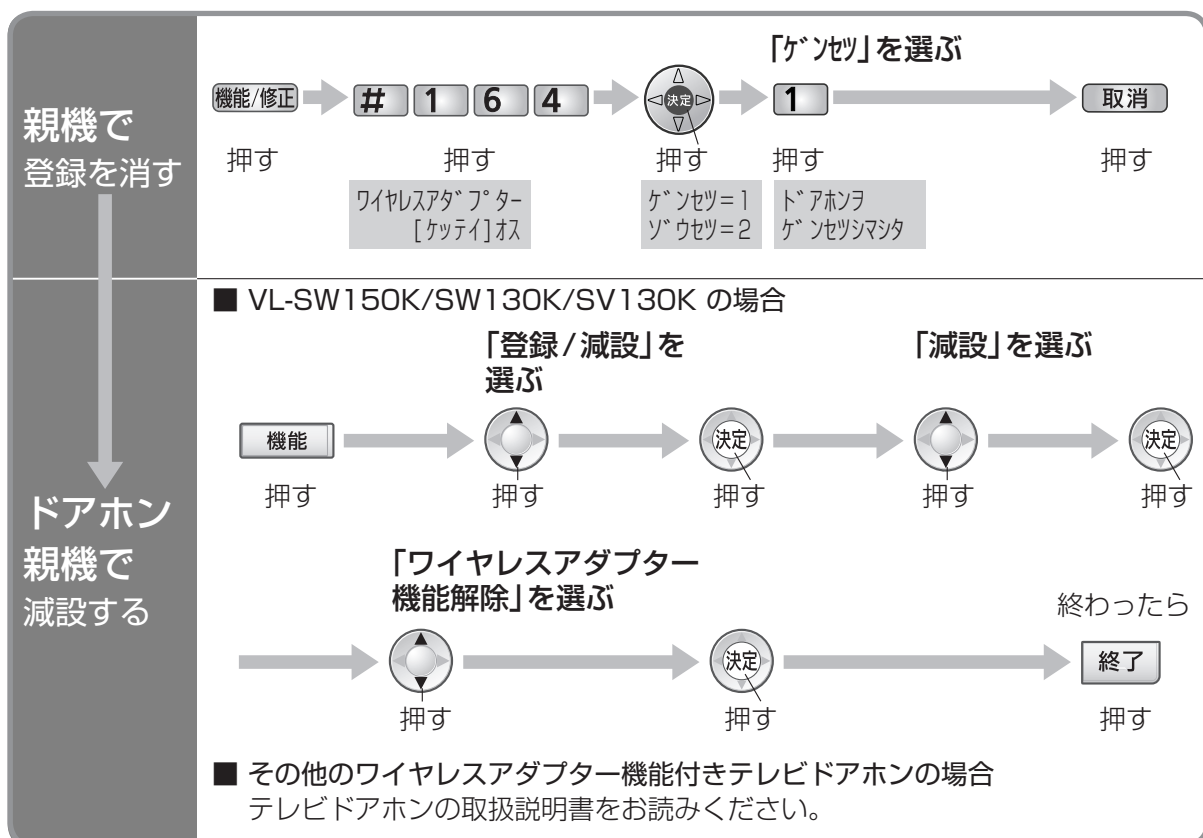 親機で
登録を消す
「ｹﾞﾝｾﾂ」を選ぶ
機能/修正 # 1 6 4 決定 1 取消
押す 押す 押す 押す 押す
ﾜｲﾔﾚｽｱﾀﾞﾌﾟﾀｰ
[ｹｯﾃｲ]ｵｽ
ｹﾞﾝｾﾂ=1
ｿﾞｳｾﾂ=2
ﾄﾞｱﾎﾝｦ
ｹﾞﾝｾﾂｼﾏｼﾀ
ドアホン
親機で
減設する
■ VL-SW150K/SW130K/SV130K の場合
「登録/減設」を
選ぶ
「減設」を選ぶ
機能 決定 決定
押す 押す 押す 押す 押す
「ワイヤレスアダプター
機能解除」を選ぶ
終わったら
決定 終了
押す 押す 押す
■ その他のワイヤレスアダプター機能付きテレビドアホンの場合
テレビドアホンの取扱説明書をお読みください。